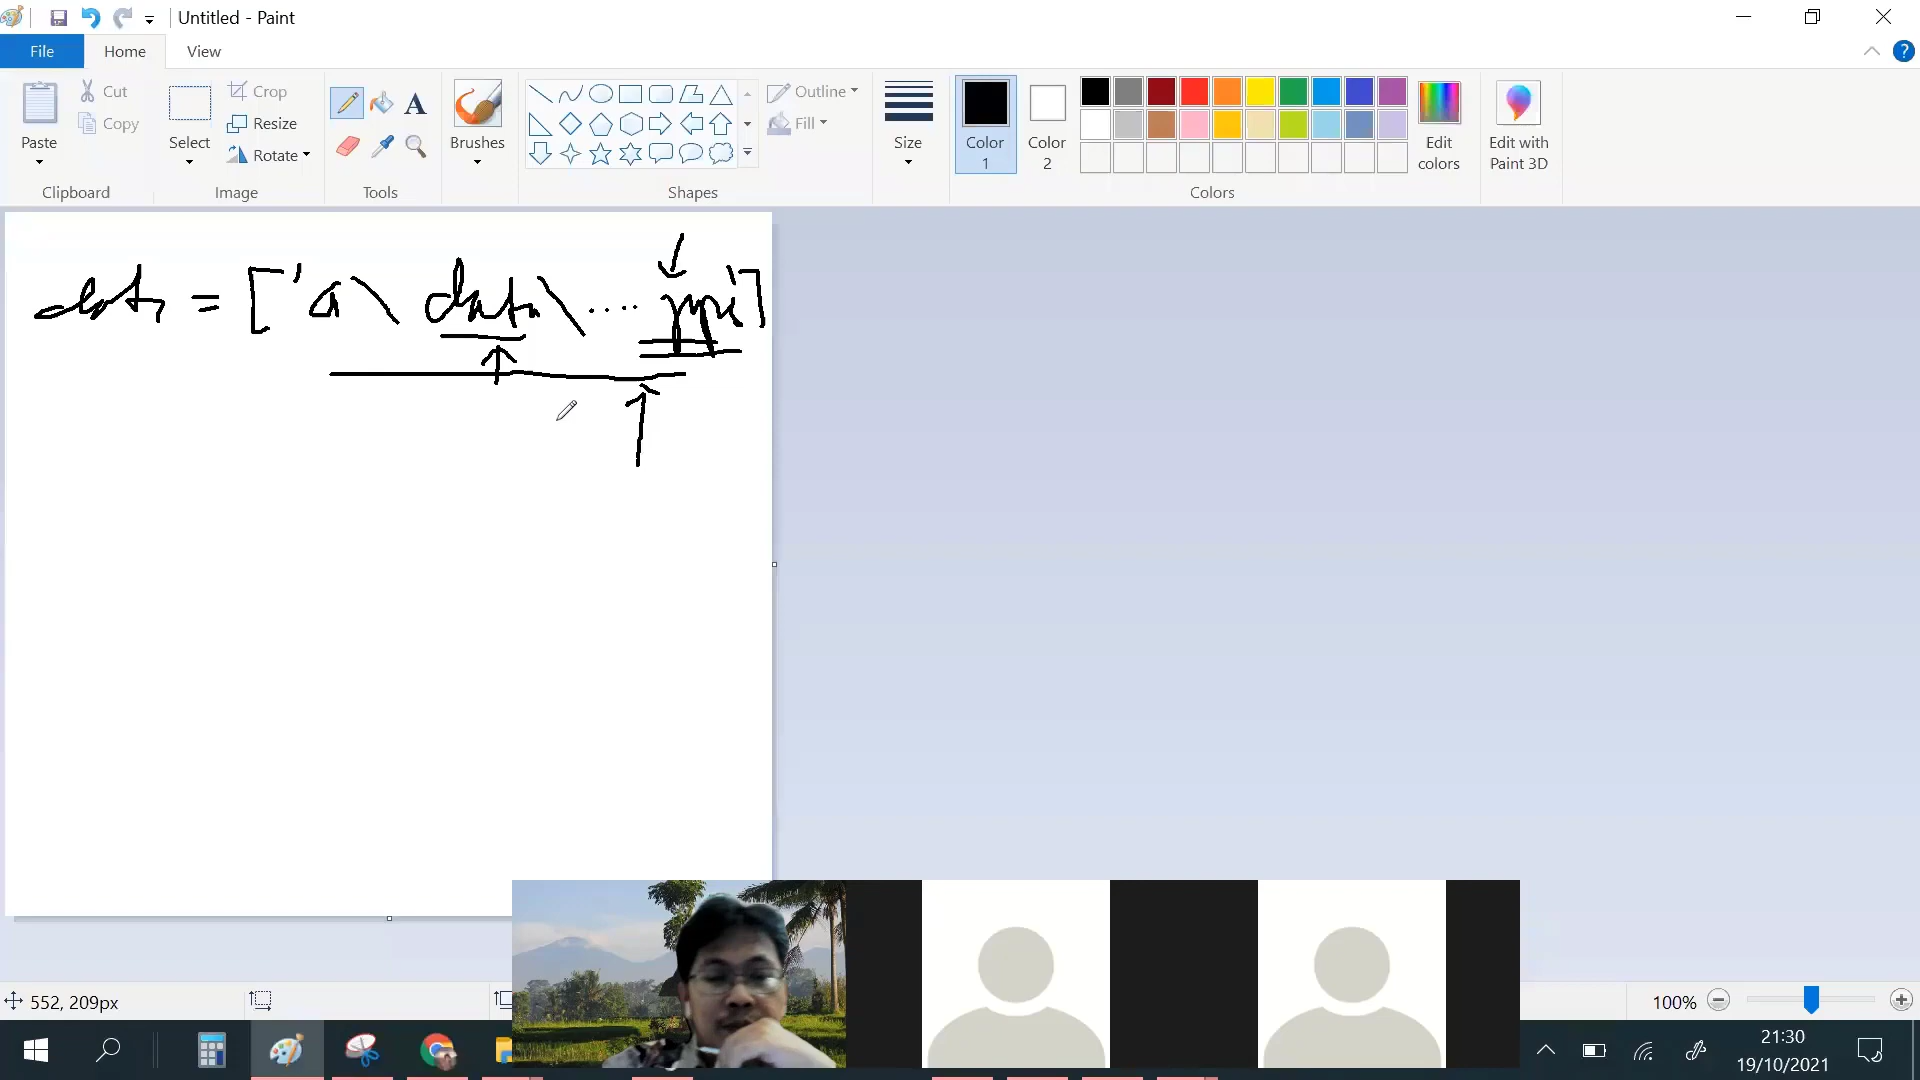 Untitled - Paint
File Home View
Paste
Cut
Copy
Clipboard
Select
Crop
Resize
Rotate
Image
A
Tools
Brushes
Shapes
Outline
Fill
Size
Color 1
Color 2
Colors
Edit colors
Edit with Paint 3D
?
data = ['a\ data\ ....
552, 209px
100%
21:30
19/10/2021